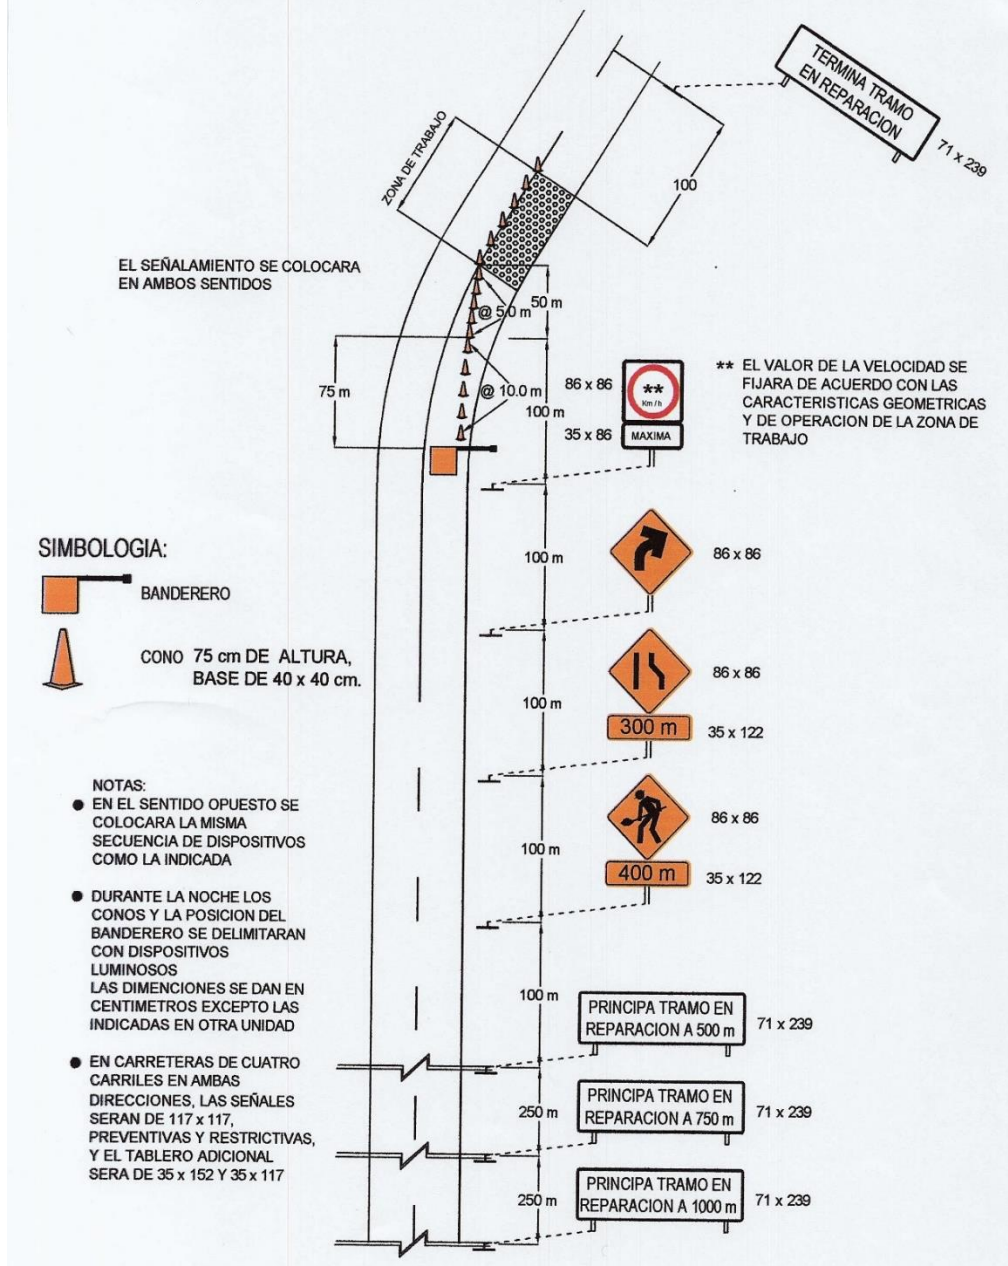 TERMINA TRAMO
EN REPARACION
71 x 239
ZONA DE TRABAJO
100
EL SEÑALAMIENTO SE COLOCARA
EN AMBOS SENTIDOS
50 m
@ 5.0 m
75 m
@ 10.0 m
100 m
86 x 86
**
Km / h
35 x 86
MAXIMA
** EL VALOR DE LA VELOCIDAD SE
FIJARA DE ACUERDO CON LAS
CARACTERISTICAS GEOMETRICAS
Y DE OPERACION DE LA ZONA DE
TRABAJO
SIMBOLOGIA:
BANDERERO
CONO 75 cm DE ALTURA,
BASE DE 40 x 40 cm.
100 m
86 x 86
100 m
86 x 86
300 m
35 x 122
100 m
86 x 86
400 m
35 x 122
NOTAS:
● EN EL SENTIDO OPUESTO SE
COLOCARA LA MISMA
SECUENCIA DE DISPOSITIVOS
COMO LA INDICADA
● DURANTE LA NOCHE LOS
CONOS Y LA POSICION DEL
BANDERERO SE DELIMITARAN
CON DISPOSITIVOS
LUMINOSOS
LAS DIMENCIONES SE DAN EN
CENTIMETROS EXCEPTO LAS
INDICADAS EN OTRA UNIDAD
● EN CARRETERAS DE CUATRO
CARRILES EN AMBAS
DIRECCIONES, LAS SEÑALES
SERAN DE 117 x 117,
PREVENTIVAS Y RESTRICTIVAS,
Y EL TABLERO ADICIONAL
SERA DE 35 x 152 Y 35 x 117
100 m
PRINCIPA TRAMO EN
REPARACION A 500 m
71 x 239
250 m
PRINCIPA TRAMO EN
REPARACION A 750 m
71 x 239
250 m
PRINCIPA TRAMO EN
REPARACION A 1000 m
71 x 239